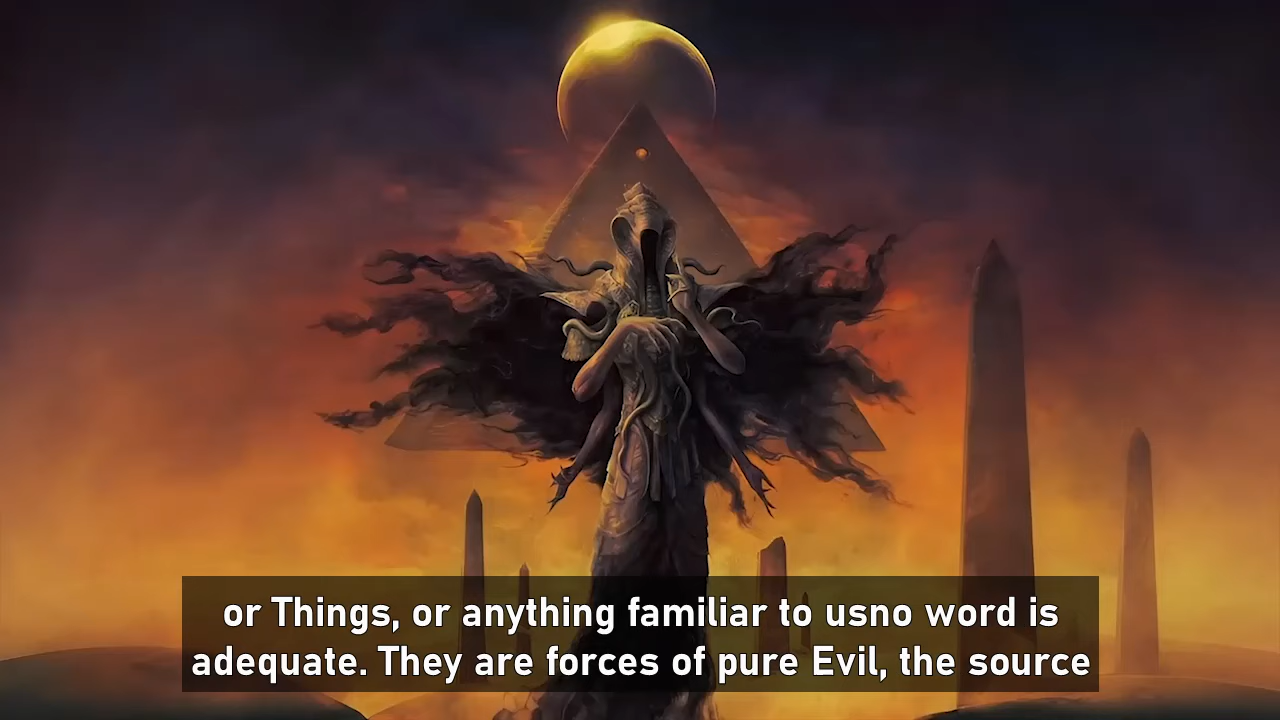 or Things, or anything familiar to usno word is
adequate. They are forces of pure Evil, the source